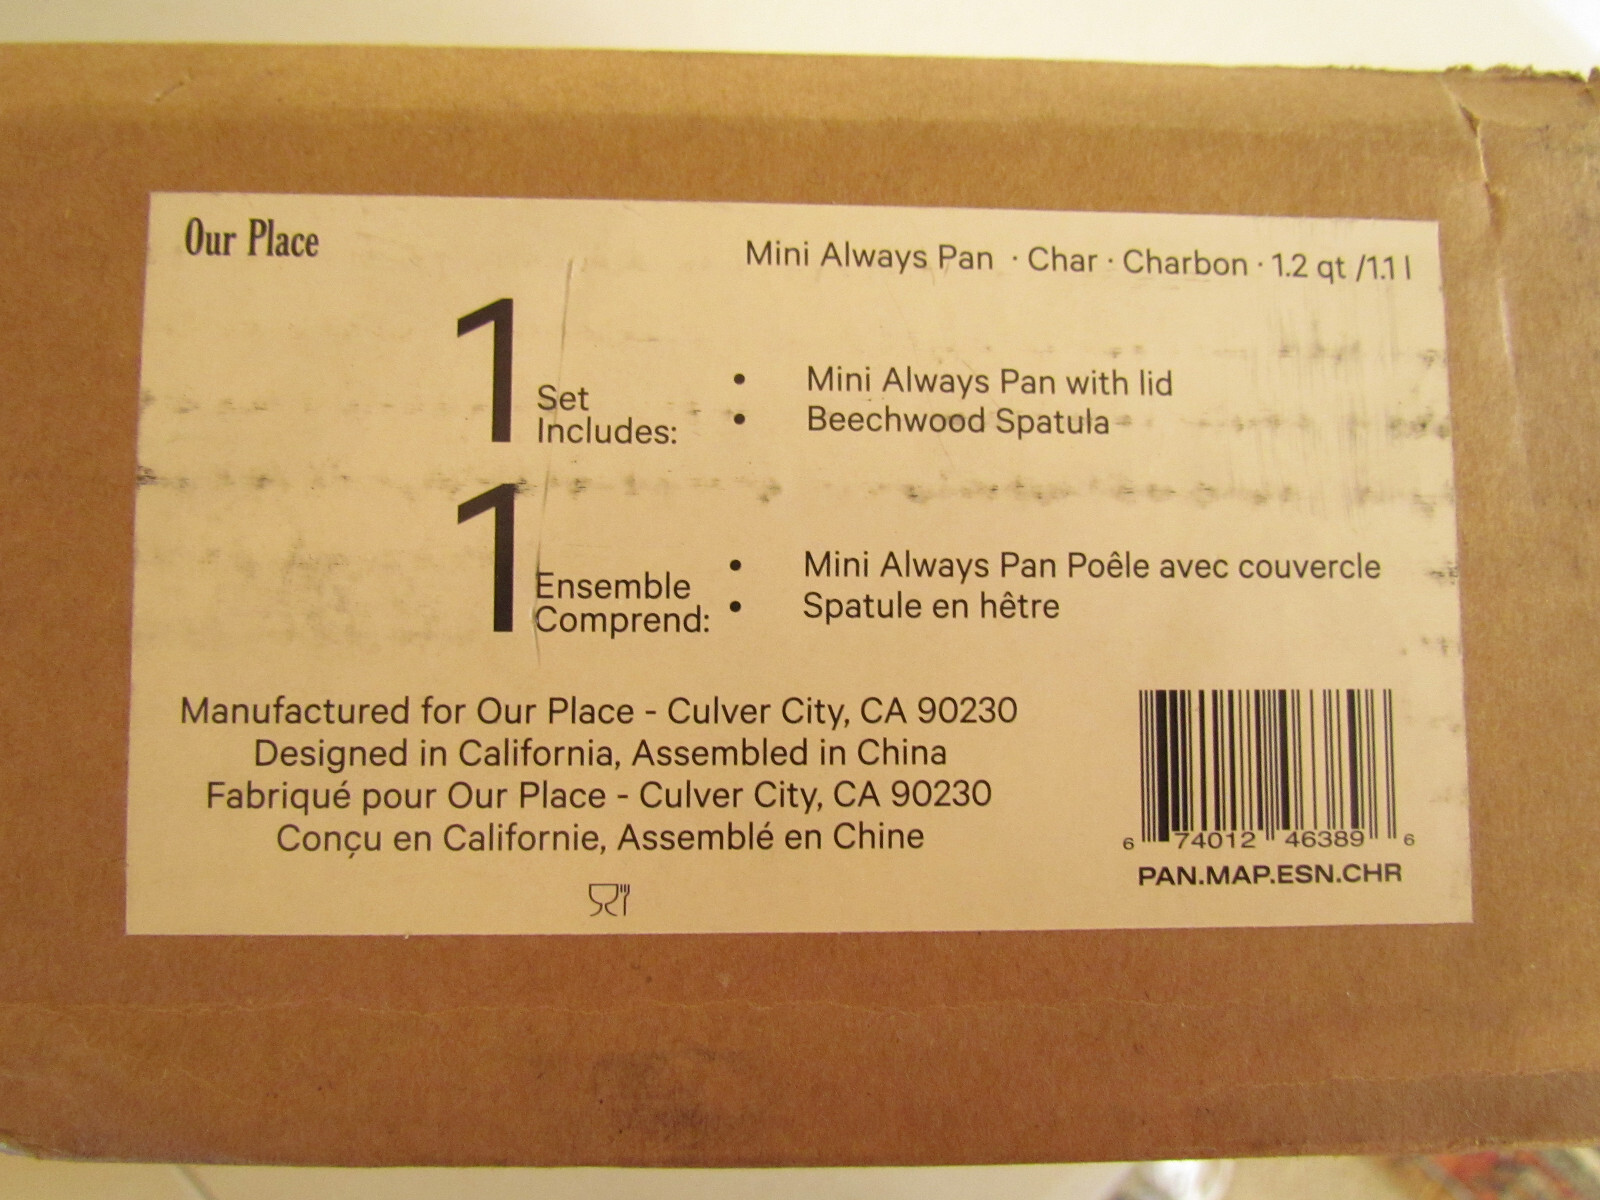 Our Place
Mini Always Pan · Char · Charbon · 1.2 qt /1.1 l
1 Set
Includes:
• Mini Always Pan with lid
• Beechwood Spatula
1 Ensemble
Comprend:
• Mini Always Pan Poêle avec couvercle
• Spatule en hêtre
Manufactured for Our Place - Culver City, CA 90230
Designed in California, Assembled in China
Fabriqué pour Our Place - Culver City, CA 90230
Conçu en Californie, Assemblé en Chine
6 74012 46389 6
PAN.MAP.ESN.CHR